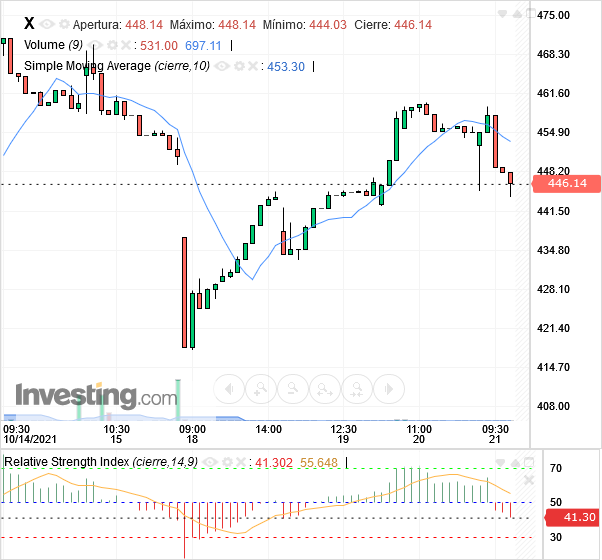 X Apertura: 448.14 Máximo: 448.14 Mínimo: 444.03 Cierre: 446.14
Volume (9) : 531.00 697.11
Simple Moving Average (cierre,10) : 453.30
475.00
468.30
461.60
454.90
448.20
446.14
441.50
434.80
428.10
421.40
414.70
408.00
Investing.com
09:30 10:30 09:00 14:00 12:30 11:00 09:30
10/14/2021 15 18 19 20 21
Relative Strength Index (cierre,14,9) : 41.302 55.648
70
50
41.30
30